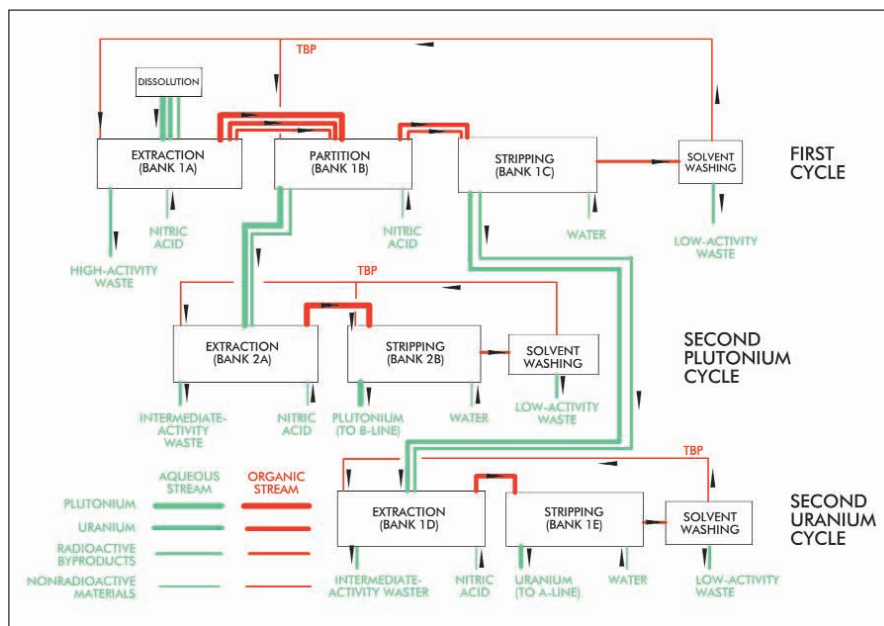 TBP
DISSOLUTION
EXTRACTION
(BANK 1A)
PARTITION
(BANK 1B)
STRIPPING
(BANK 1C)
SOLVENT
WASHING
FIRST
CYCLE
NITRIC
ACID
NITRIC
ACID
WATER
LOW-ACTIVITY
WASTE
HIGH-ACTIVITY
WASTE
TBP
EXTRACTION
(BANK 2A)
STRIPPING
(BANK 2B)
SOLVENT
WASHING
SECOND
PLUTONIUM
CYCLE
INTERMEDIATE-
ACTIVITY
WASTE
NITRIC
ACID
PLUTONIUM
(TO B-LINE)
WATER
LOW-ACTIVITY
WASTE
TBP
AQUEOUS
STREAM
ORGANIC
STREAM
PLUTONIUM
URANIUM
RADIOACTIVE
BYPRODUCTS
NONRADIOACTIVE
MATERIALS
EXTRACTION
(BANK 1D)
STRIPPING
(BANK 1E)
SOLVENT
WASHING
SECOND
URANIUM
CYCLE
INTERMEDIATE-
ACTIVITY WASTER
NITRIC
ACID
URANIUM
(TO A-LINE)
WATER
LOW-ACTIVITY
WASTE